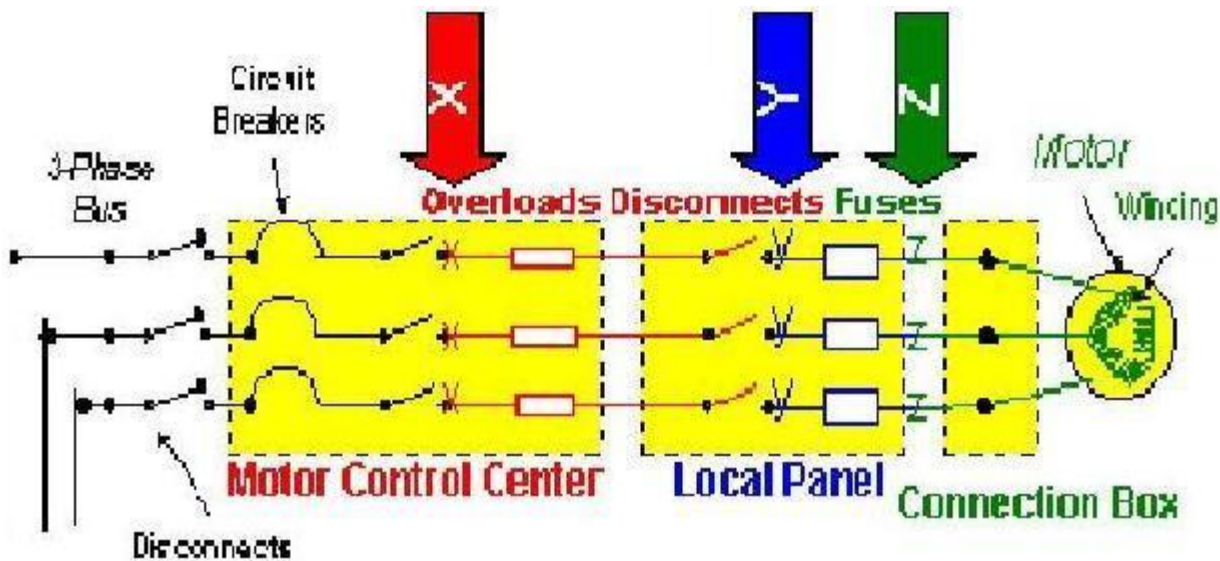 X
Y
Z
Circuit
Breakers
3-Phase
Bus
Motor
Winding
Overloads Disconnects Fuses
X
Y
Z
X
Y
Z
X
Y
Z
Motor Control Center
Local Panel
Connection Box
Disconnects